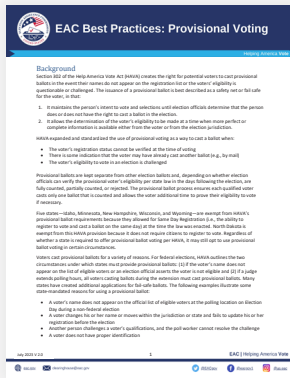 EAC Best Practices: Provisional Voting
Helping America Vote
Background
Section 302 of the Help America Vote Act (HAVA) creates the right for potential voters to cast provisional
ballots in the event their names do not appear on the registration list or the voters' eligibility is
questionable or challenged. The issuance of a provisional ballot is best described as a safety net or fail safe
for the voter, in that:
1. It maintains the person's intent to vote and selections until election officials determine that the person
does or does not have the right to cast a ballot in the election.
2. It allows the determination of the voter's eligibility to be made at a time when more perfect or
complete information is available either from the voter or from the election jurisdiction.
HAVA expanded and standardized the use of provisional voting as a way to cast a ballot when:
• The voter's registration status cannot be verified at the time of voting
• There is some indication that the voter may have already cast another ballot (e.g., by mail)
• The voter's eligibility to vote in an election is challenged
Provisional ballots are kept separate from other election ballots and, depending on whether election
officials can verify the provisional voter's eligibility per state law in the days following the election, are
fully counted, partially counted, or rejected. The provisional ballot process ensures each qualified voter
casts only one ballot that is counted and allows the voter additional time to prove their eligibility to vote
if necessary.
Five states—Idaho, Minnesota, New Hampshire, Wisconsin, and Wyoming—are exempt from HAVA's
provisional ballot requirements because they allowed for Same Day Registration (i.e., the ability to
register to vote and cast a ballot on the same day) at the time the law was enacted. North Dakota is
exempt from this HAVA provision because it does not require citizens to register to vote. Regardless of
whether a state is required to offer provisional ballot voting per HAVA, it may still opt to use provisional
ballot voting in certain circumstances.
Voters cast provisional ballots for a variety of reasons. For federal elections, HAVA outlines the two
circumstances under which states must provide provisional ballots: (1) if the voter's name does not
appear on the list of eligible voters or an election official asserts the voter is not eligible and (2) if a judge
extends polling hours, all voters casting ballots during the extension must cast provisional ballots. Many
states have created additional applications for fail-safe ballots. The following examples illustrate some
state-mandated reasons for using a provisional ballot:
• A voter's name does not appear on the official list of eligible voters at the polling location on Election
Day during a non-federal election
• A voter changes his or her name or moves within the jurisdiction or state and fails to update his or her
registration before the election
• Another person challenges a voter's qualifications, and the poll worker cannot resolve the challenge
• A voter does not have proper identification
July 2023 V 2.0
1
EAC | Helping America Vote
eac.gov
clearinghouse@eac.gov
@EACgov